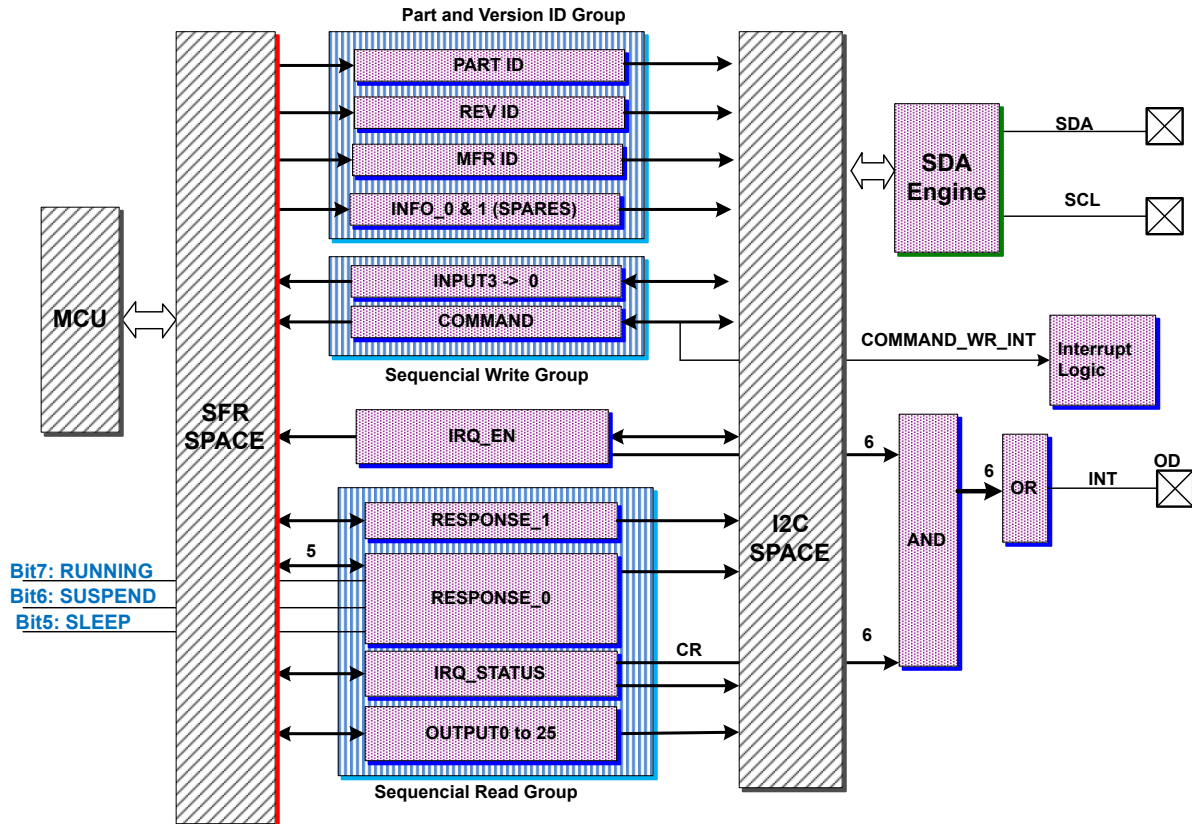 Part and Version ID Group
PART ID
REV ID
MFR ID
INFO_0 & 1 (SPARES)
INPUT3 -> 0
COMMAND
Sequencial Write Group
MCU
SFR
SPACE
IRQ_EN
RESPONSE_1
5
RESPONSE_0
Bit7: RUNNING
Bit6: SUSPEND
Bit5: SLEEP
CR
IRQ_STATUS
OUTPUT0 to 25
Sequencial Read Group
I2C
SPACE
SDA
Engine
SDA
SCL
COMMAND_WR_INT
Interrupt
Logic
6
AND
6
6
OR
INT
OD